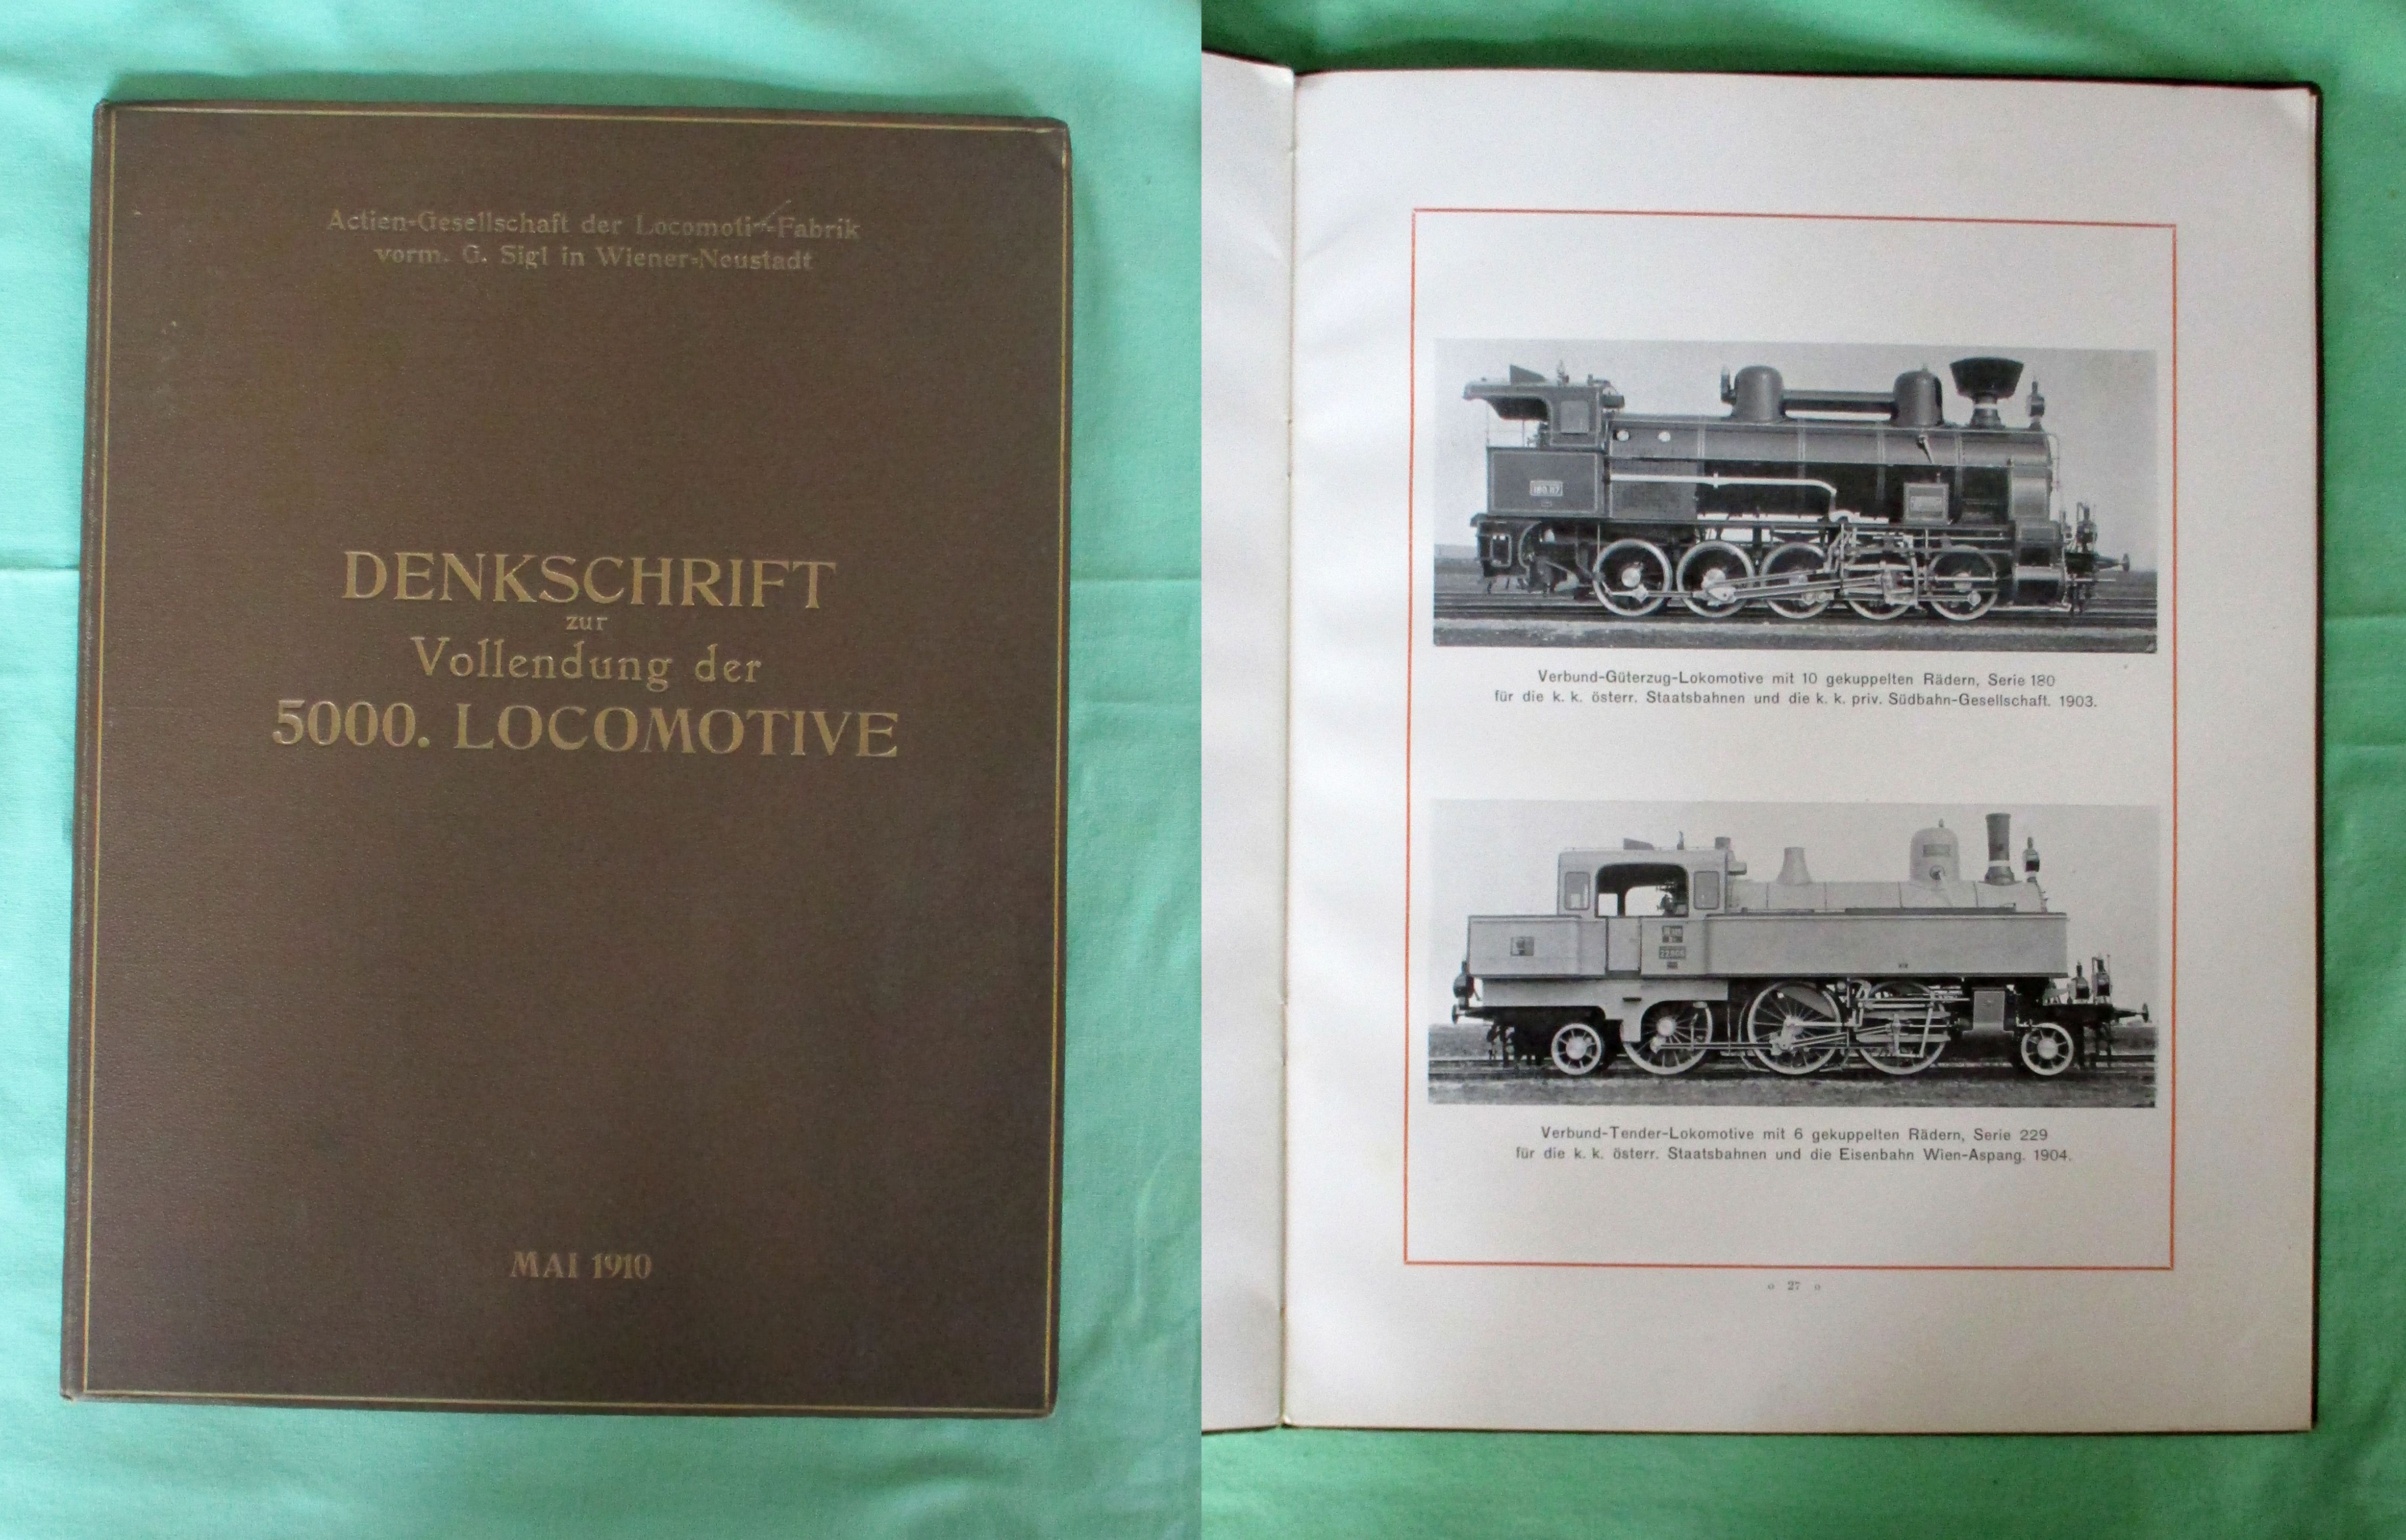 Actien-Gesellschaft der Locomotiv-Fabrik
vorm. G. Sigl in Wiener-Neustadt
DENKSCHRIFT
zur
Vollendung der
5000. LOCOMOTIVE
MAI 1910
Verbund-Güterzug-Lokomotive mit 10 gekuppelten Rädern, Serie 180
für die k. k. österr. Staatsbahnen und die k. k. priv. Südbahn-Gesellschaft. 1903.
Verbund-Tender-Lokomotive mit 6 gekuppelten Rädern, Serie 229
für die k. k. österr. Staatsbahnen und die Eisenbahn Wien-Aspang. 1904.
27